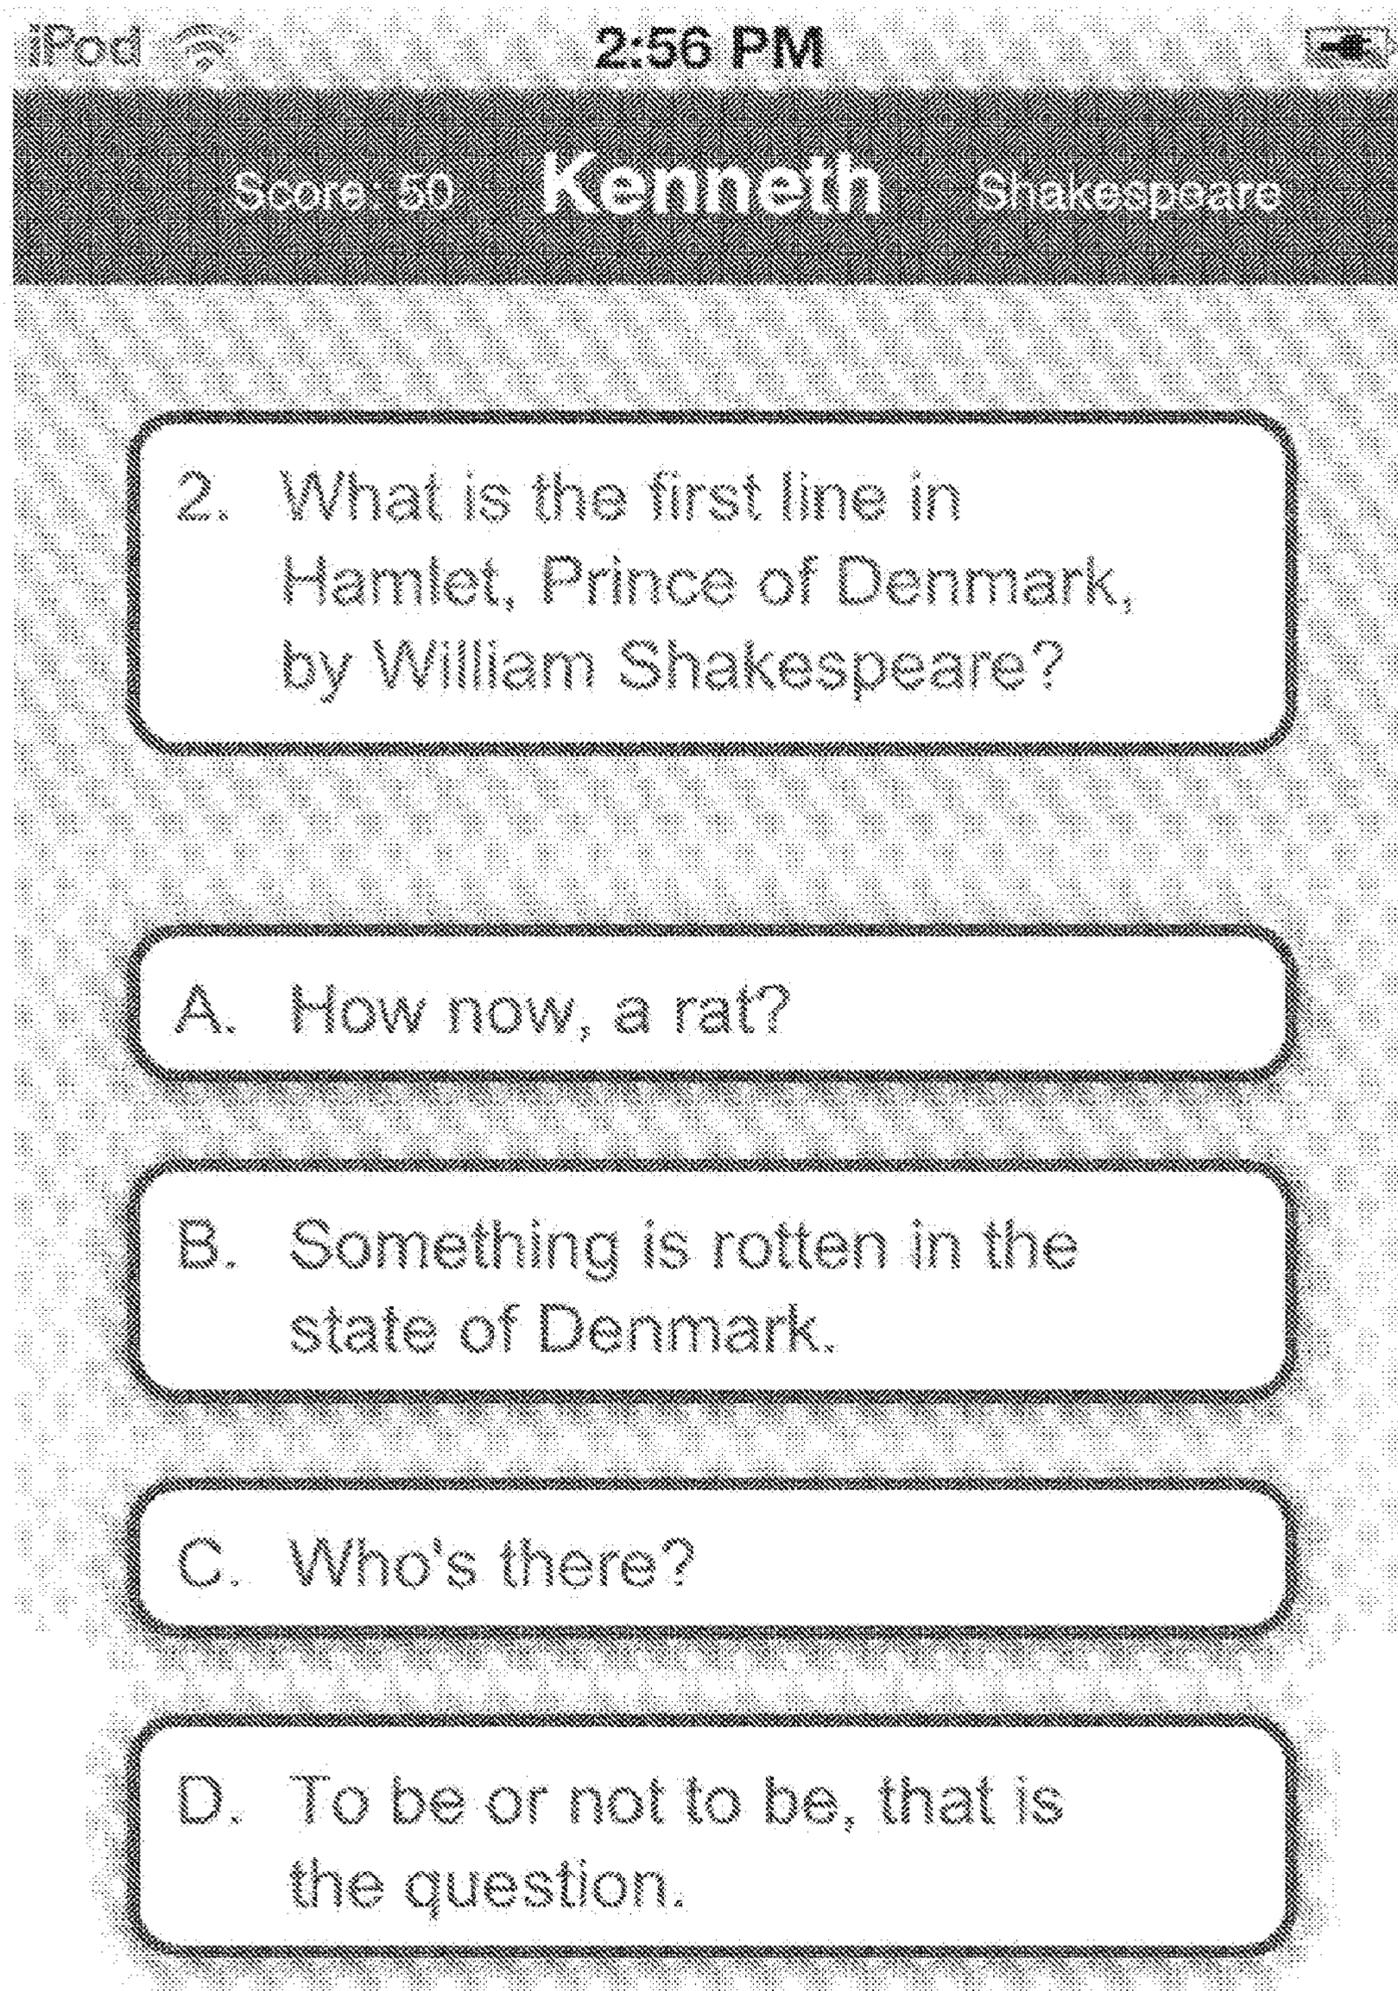 iPod 2:56 PM
Score: 50 Kenneth Shakespeare
2. What is the first line in
Hamlet, Prince of Denmark,
by William Shakespeare?
A. How now, a rat?
B. Something is rotten in the
state of Denmark.
C. Who's there?
D. To be or not to be, that is
the question.